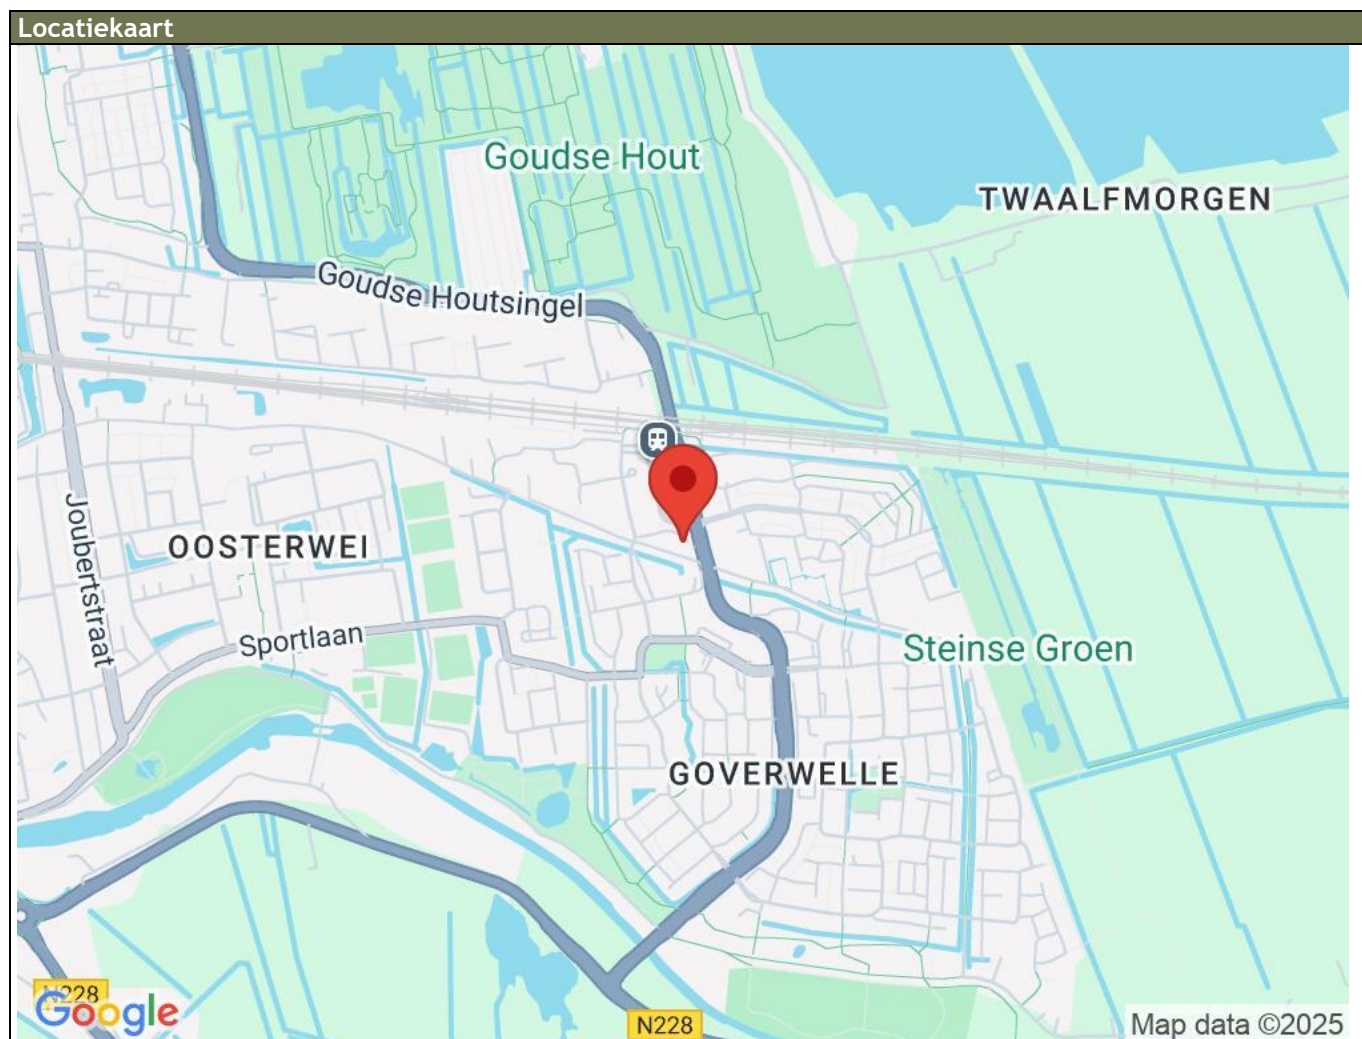 Locatiekaart
Goudse Hout
TWAALFMORGEN
Goudse Houtsingel
Joubertstraat
OOSTERWEI
Sportlaan
Steinse Groen
GOVERWELLE
N228
Google
N228
Map data ©2025